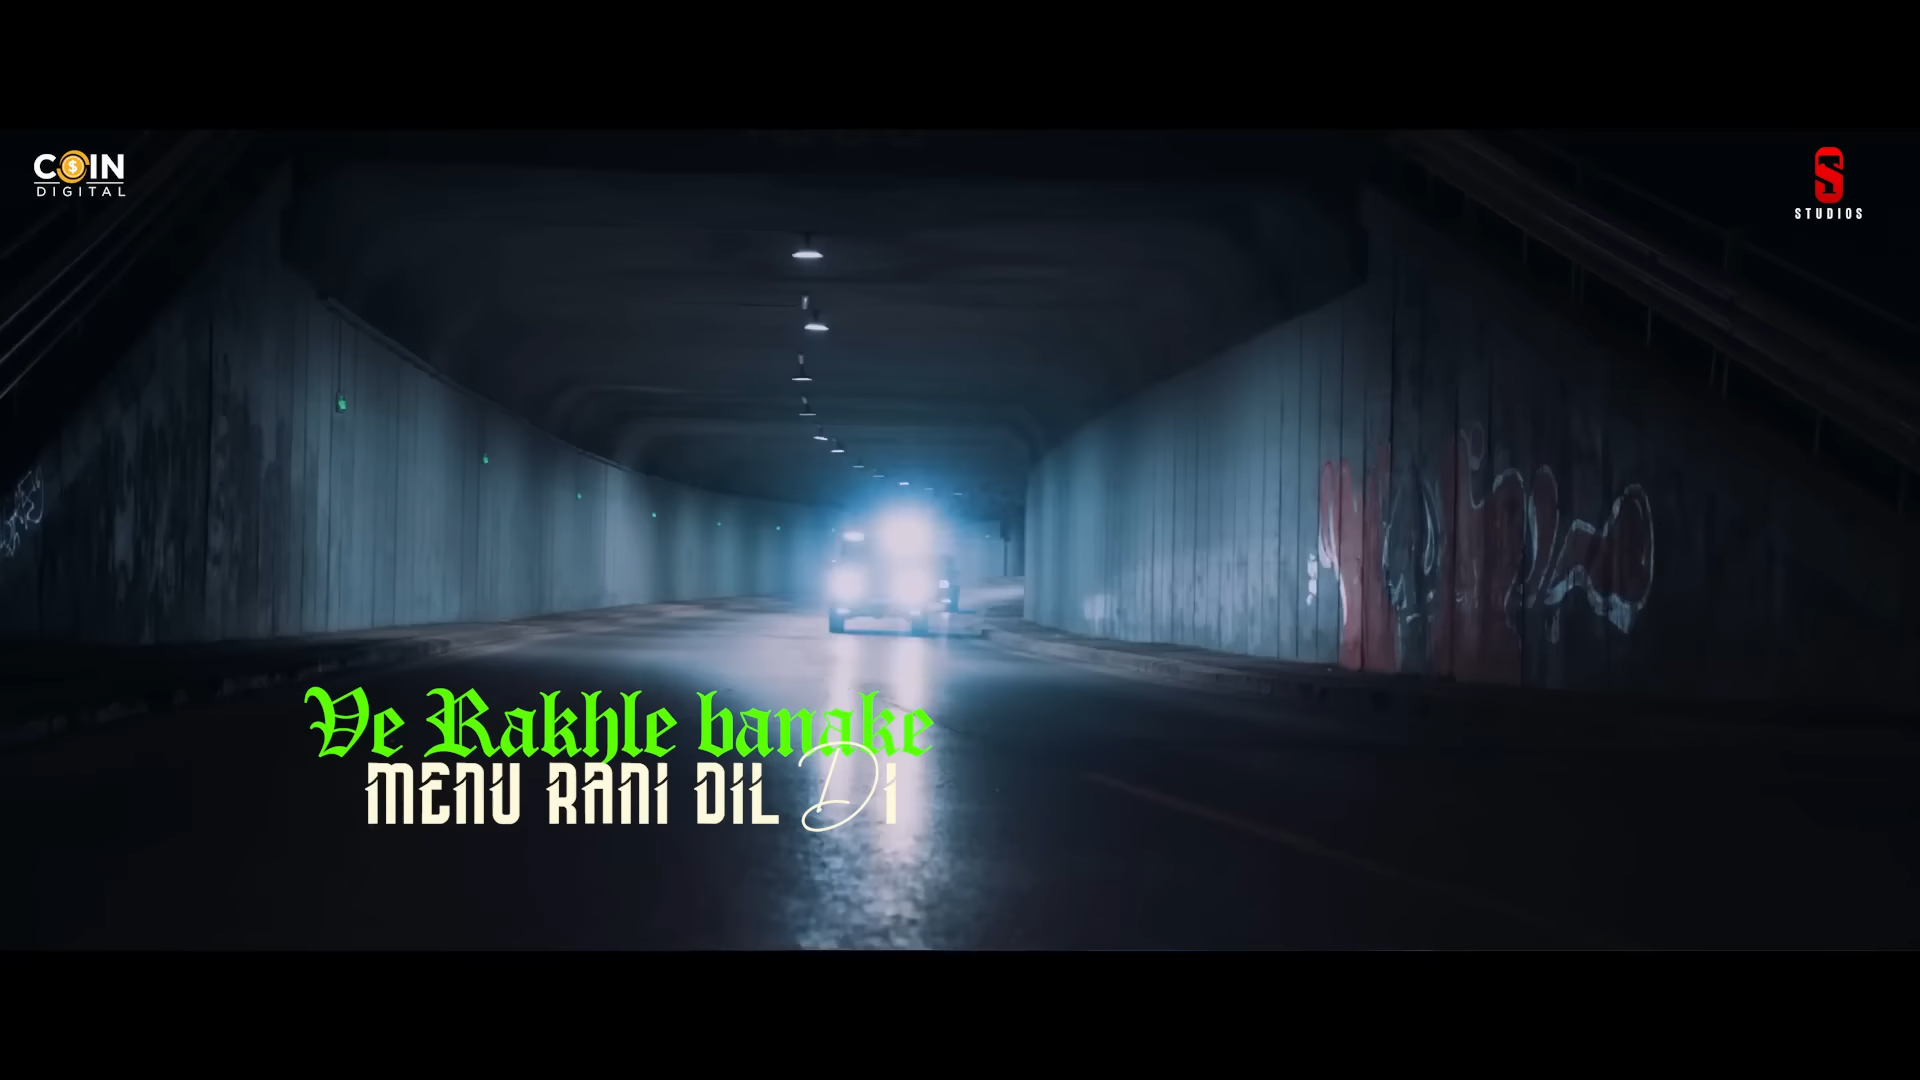 COIN
DIGITAL
S
STUDIOS
Ve Rakhle banake
MENU RANI DIL Di